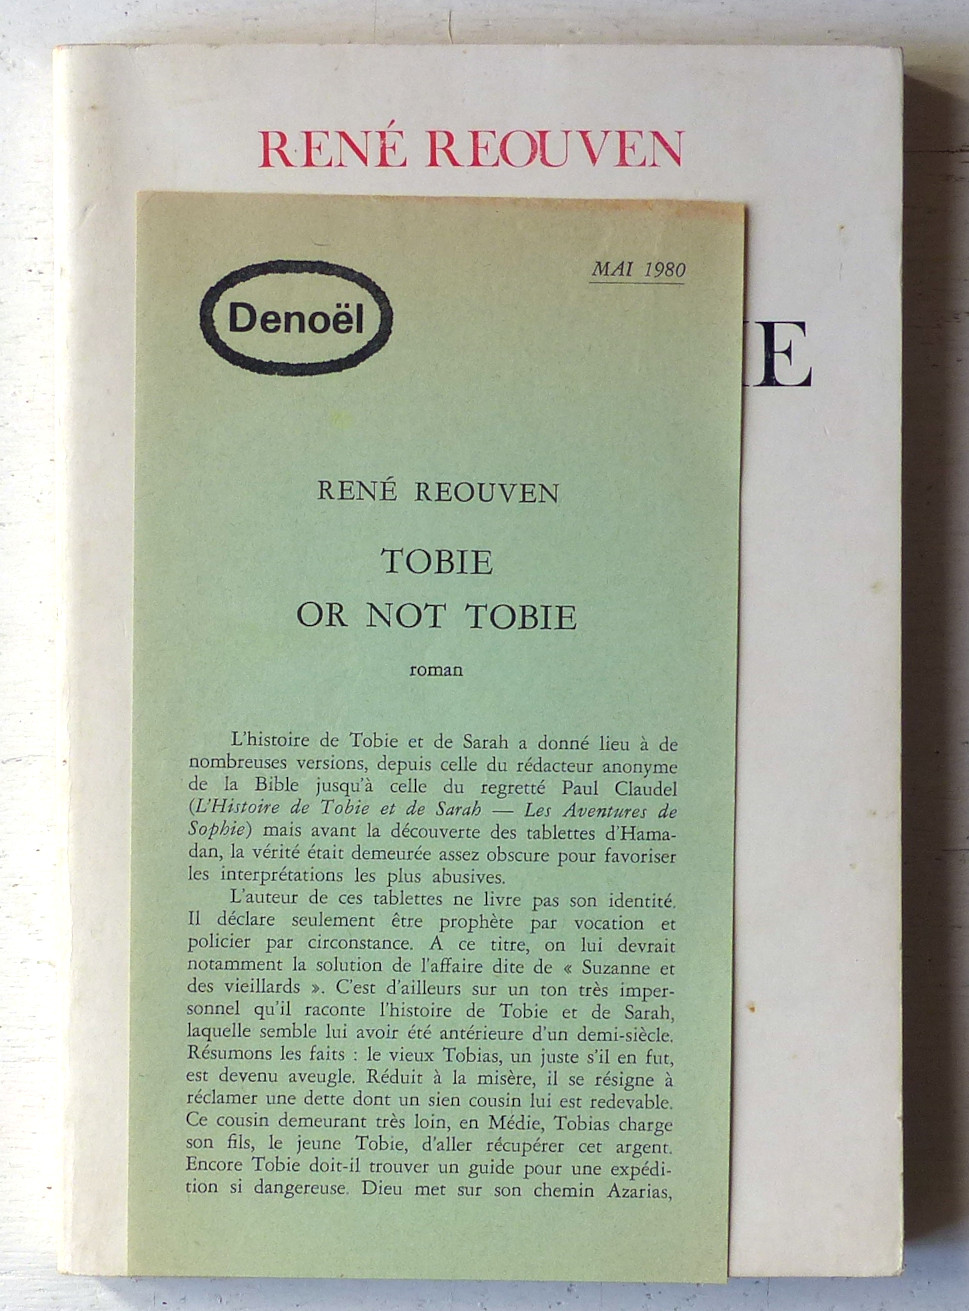 RENÉ REOUVEN
MAI 1980
Denoël
IE
RENÉ REOUVEN
TOBIE
OR NOT TOBIE
roman
L'histoire de Tobie et de Sarah a donné lieu à de
nombreuses versions, depuis celle du rédacteur anonyme
de la Bible jusqu'à celle du regretté Paul Claudel
(L'Histoire de Tobie et de Sarah — Les Aventures de
Sophie) mais avant la découverte des tablettes d'Hama-
dan, la vérité était demeurée assez obscure pour favoriser
les interprétations les plus abusives.
L'auteur de ces tablettes ne livre pas son identité.
Il déclare seulement être prophète par vocation et
policier par circonstance. A ce titre, on lui devrait
notamment la solution de l'affaire dite de « Suzanne et
des vieillards ». C'est d'ailleurs sur un ton très imper-
sonnel qu'il raconte l'histoire de Tobie et de Sarah,
laquelle semble lui avoir été antérieure d'un demi-siècle.
Résumons les faits : le vieux Tobias, un juste s'il en fut,
est devenu aveugle. Réduit à la misère, il se résigne à
réclamer une dette dont un sien cousin lui est redevable.
Ce cousin demeurant très loin, en Médie, Tobias charge
son fils, le jeune Tobie, d'aller récupérer cet argent.
Encore Tobie doit-il trouver un guide pour une expédi-
tion si dangereuse. Dieu met sur son chemin Azarias,